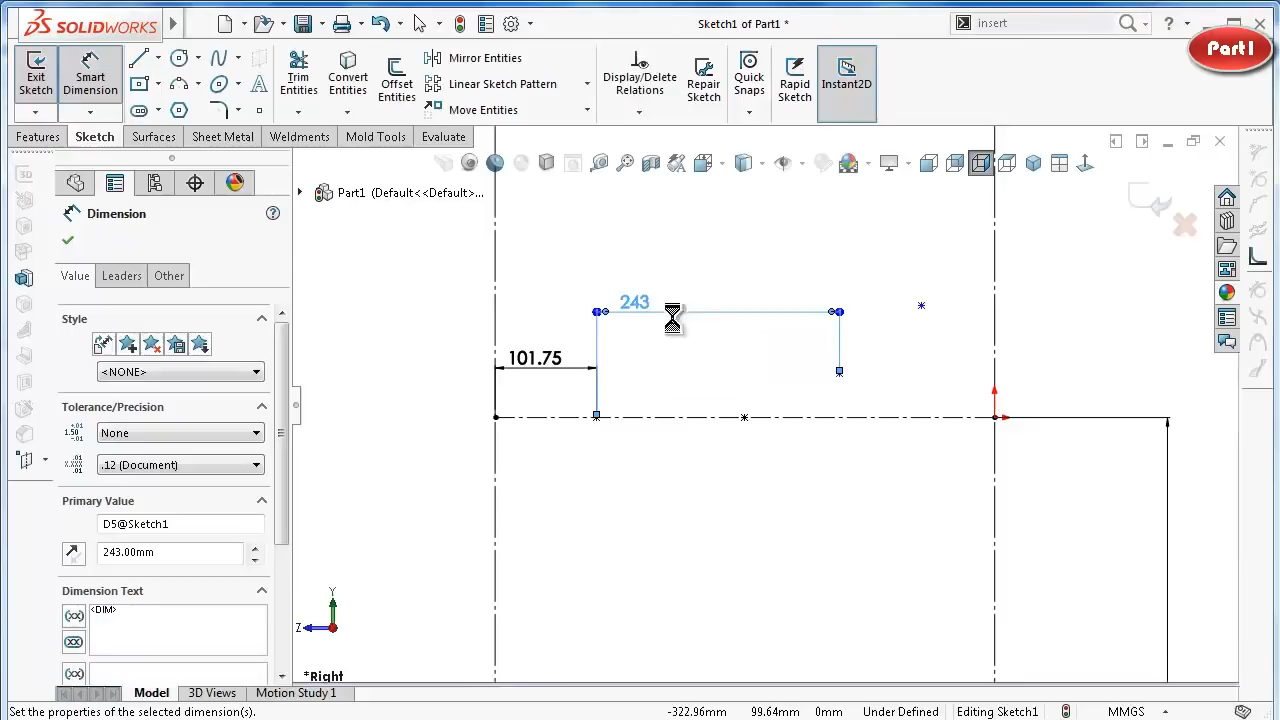 SOLIDWORKS
Sketch1 of Part1 *
insert
Part1
Exit Sketch
Smart Dimension
Trim Entities
Convert Entities
Offset Entities
Mirror Entities
Linear Sketch Pattern
Move Entities
Display/Delete Relations
Repair Sketch
Quick Snaps
Rapid Sketch
Instant2D
Features
Sketch
Surfaces
Sheet Metal
Weldments
Mold Tools
Evaluate
Part1 (Default<<Default>...
Dimension
Value
Leaders
Other
Style
<NONE>
Tolerance/Precision
None
.12 (Document)
Primary Value
D5@Sketch1
243.00mm
Dimension Text
<DIM>
243
101.75
Y
Z
*Right
Model
3D Views
Motion Study 1
Set the properties of the selected dimension(s).
-322.96mm
99.64mm
0mm
Under Defined
Editing Sketch1
MMGS